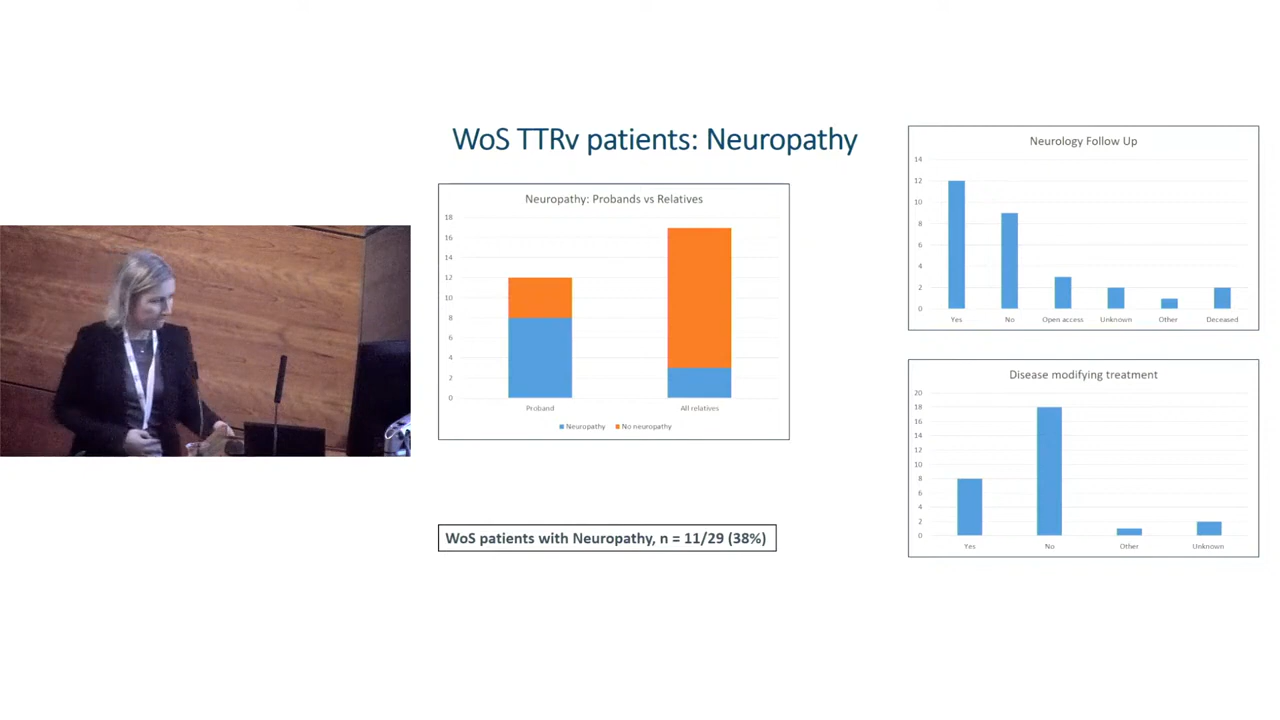 WoS TTRv patients: Neuropathy
Neuropathy: Probands vs Relatives
18
16
14
12
10
8
6
4
2
0
Proband
All relatives
Neuropathy
No neuropathy
WoS patients with Neuropathy, n = 11/29 (38%)
Neurology Follow Up
14
12
10
8
6
4
2
0
Yes
No
Open access
Unknown
Other
Deceased
Disease modifying treatment
20
18
16
14
12
10
8
6
4
2
0
Yes
No
Other
Unknown